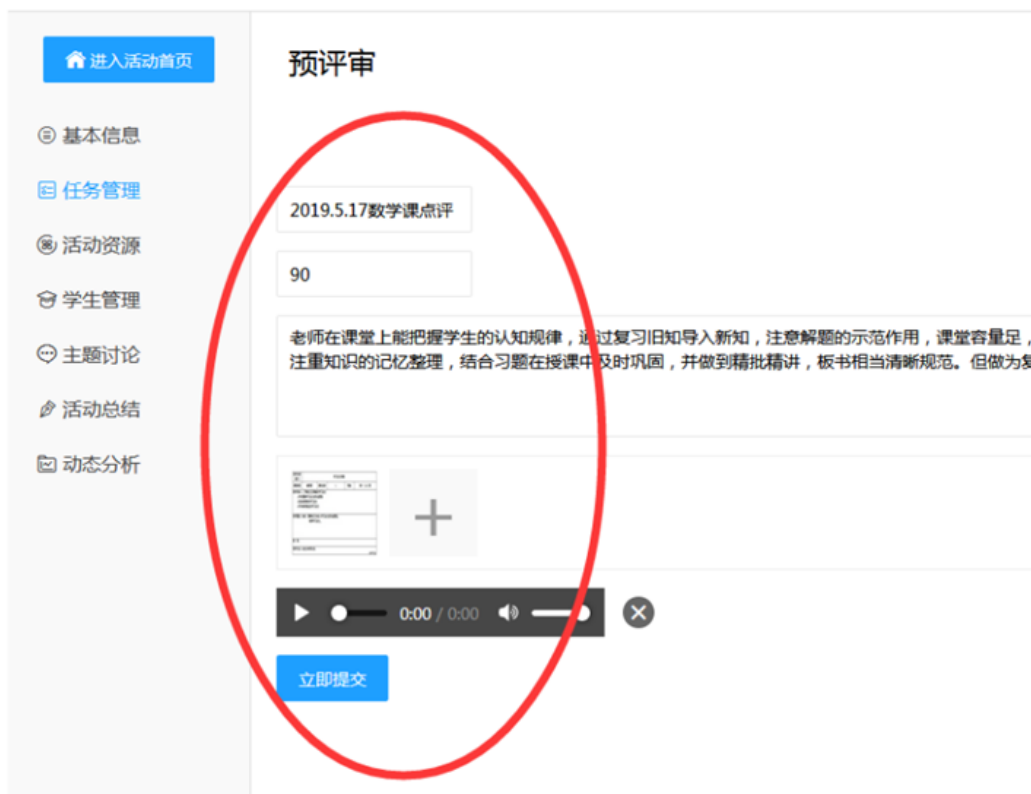 进入活动首页
基本信息
任务管理
活动资源
学生管理
主题讨论
活动总结
动态分析
预评审
2019.5.17数学课点评
90
老师在课堂上能把握学生的认知规律，通过复习旧知导入新知，注意解题的示范作用，课堂容量足，
注重知识的记忆整理，结合习题在授课中及时巩固，并做到精批精讲，板书相当清晰规范。但做为复
0:00 / 0:00
立即提交